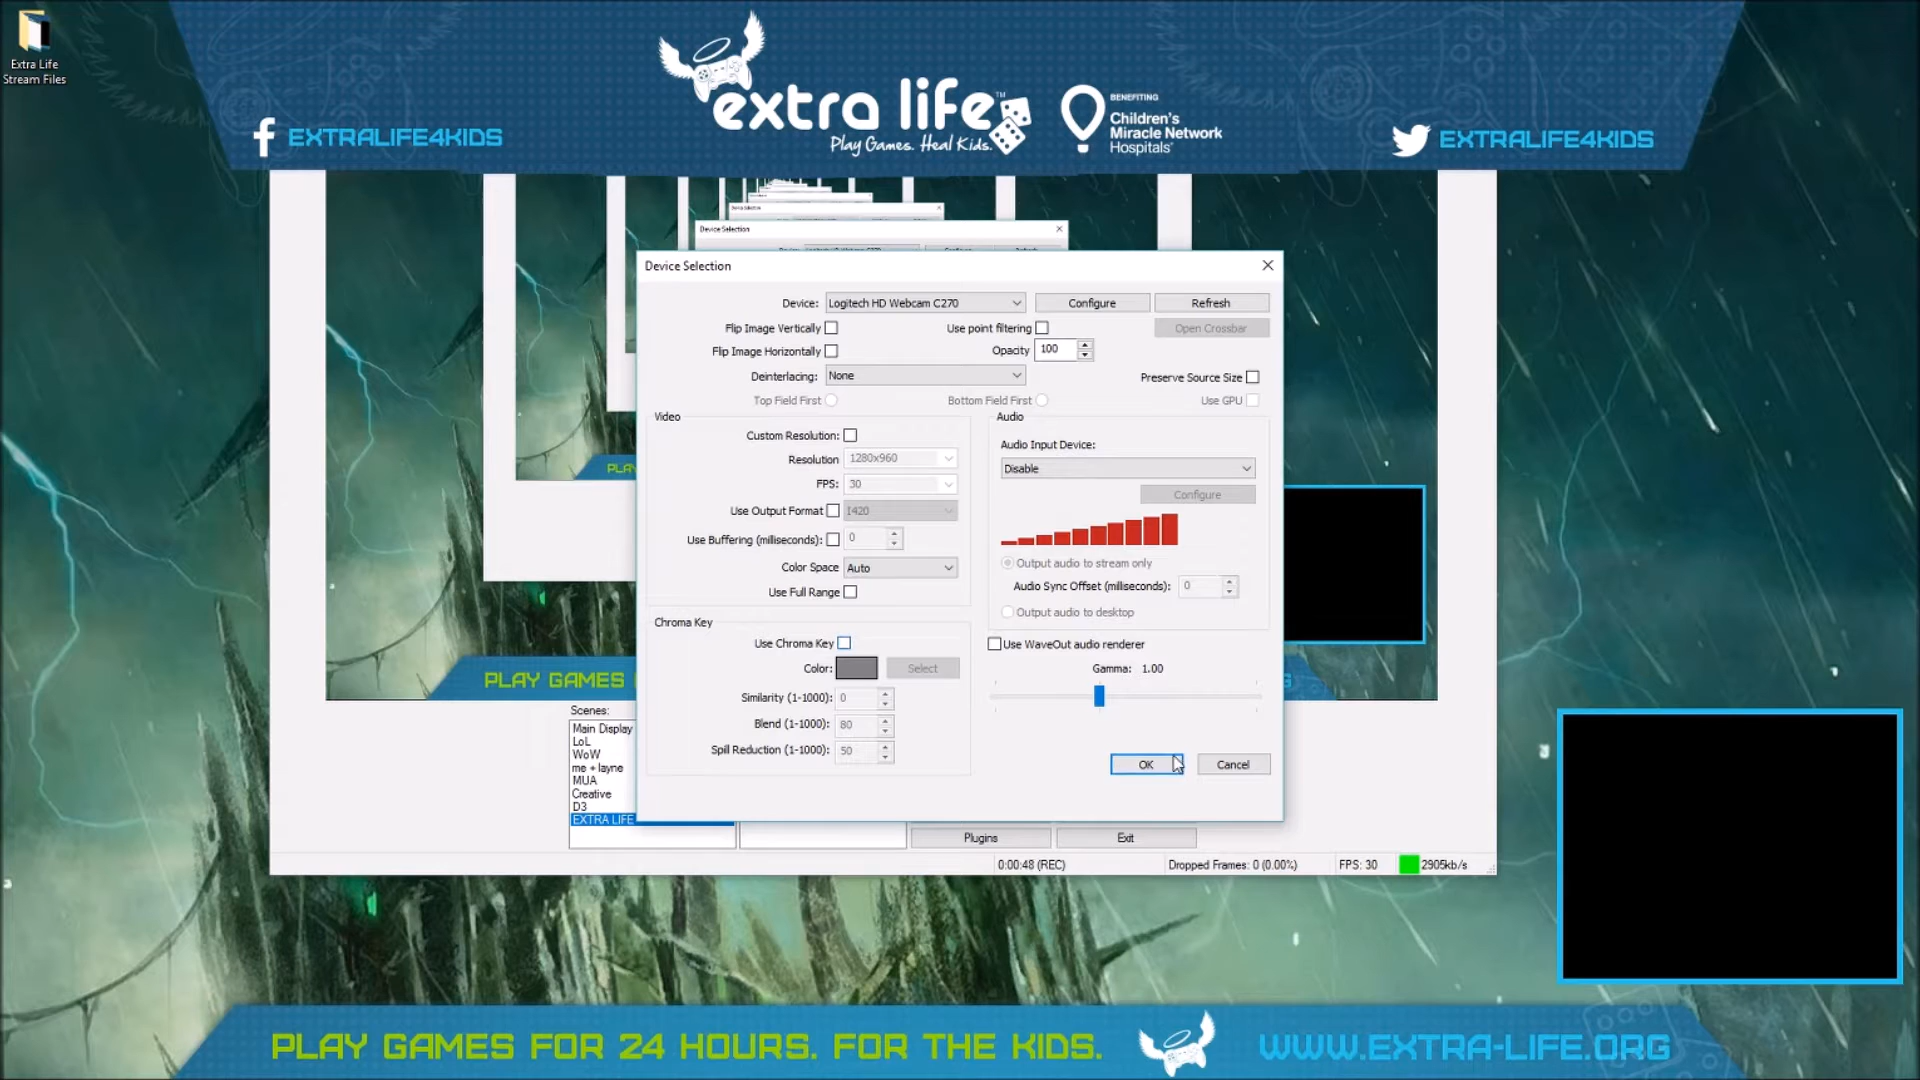 Extra Life
Stream Files
extra life™
Play Games. Heal Kids.
BENEFITING
Children's
Miracle Network
Hospitals
EXTRALIFE4KIDS
EXTRALIFE4KIDS
Device Selection
Device Selection
Device: Logitech HD Webcam C270 Configure Refresh
Flip Image Vertically Use point filtering Open Crossbar
Flip Image Horizontally Opacity 100
Deinterlacing: None Preserve Source Size
Top Field First Bottom Field First Use GPU
Video
Custom Resolution:
Resolution 1280x960
FPS: 30
Use Output Format I420
Use Buffering (milliseconds): 0
Color Space Auto
Use Full Range
Audio
Audio Input Device:
Disable
Configure
Output audio to stream only
Audio Sync Offset (milliseconds): 0
Output audio to desktop
Chroma Key
Use Chroma Key
Color: Select
Similarity (1-1000): 0
Blend (1-1000): 80
Spill Reduction (1-1000): 50
Use WaveOut audio renderer
Gamma: 1.00
OK Cancel
PLAY GAMES
Scenes:
Main Display
LoL
WoW
me + layne
MUA
Creative
D3
EXTRA LIFE
Plugins Exit
0:00:48 (REC) Dropped Frames: 0 (0.00%) FPS: 30 2905kb/s
PLAY GAMES FOR 24 HOURS. FOR THE KIDS.
WWW.EXTRA-LIFE.ORG